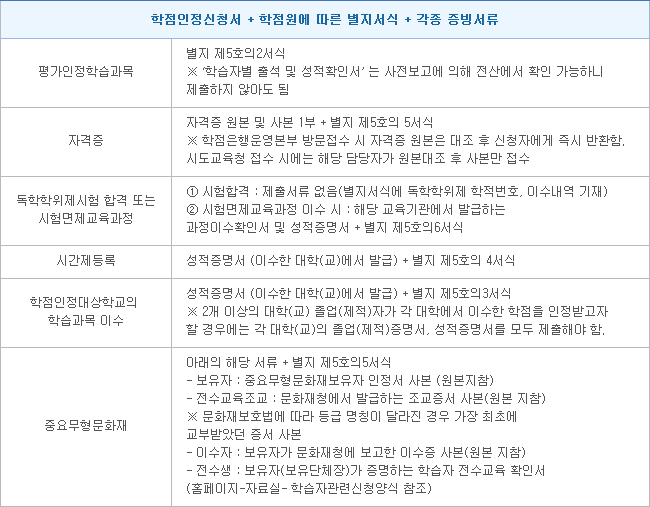 학점인정신청서 + 학점원에 따른 별지서식 + 각종 증빙서류
평가인정학습과목
별지 제5호의2서식
※ '학습자별 출석 및 성적확인서' 는 사전보고에 의해 전산에서 확인 가능하니
제출하지 않아도 됨
자격증
자격증 원본 및 사본 1부 + 별지 제5호의 5서식
※ 학점은행운영본부 방문접수 시 자격증 원본은 대조 후 신청자에게 즉시 반환함.
시도교육청 접수 시에는 해당 담당자가 원본대조 후 사본만 접수
독학학위제시험 합격 또는
시험면제교육과정
① 시험합격 : 제출서류 없음(별지서식에 독학학위제 학적번호, 이수내역 기재)
② 시험면제교육과정 이수 시 : 해당 교육기관에서 발급하는
과정이수확인서 및 성적증명서 + 별지 제5호의6서식
시간제등록
성적증명서 (이수한 대학(교)에서 발급) + 별지 제5호의 4서식
학점인정대상학교의
학습과목 이수
성적증명서 (이수한 대학(교)에서 발급) + 별지 제5호의3서식
※ 2개 이상의 대학(교) 졸업(제적)자가 각 대학에서 이수한 학점을 인정받고자
할 경우에는 각 대학(교)의 졸업(제적)증명서, 성적증명서를 모두 제출해야 함.
중요무형문화재
아래의 해당 서류 + 별지 제5호의5서식
- 보유자 : 중요무형문화재보유자 인정서 사본 (원본지참)
- 전수교육조교 : 문화재청에서 발급하는 조교증서 사본(원본 지참)
※ 문화재보호법에 따라 등급 명칭이 달라진 경우 가장 최초에
교부받았던 증서 사본
- 이수자 : 보유자가 문화재청에 보고한 이수증 사본(원본 지참)
- 전수생 : 보유자(보유단체장)가 증명하는 학습자 전수교육 확인서
(홈페이지-자료실- 학습자관련신청양식 참조)